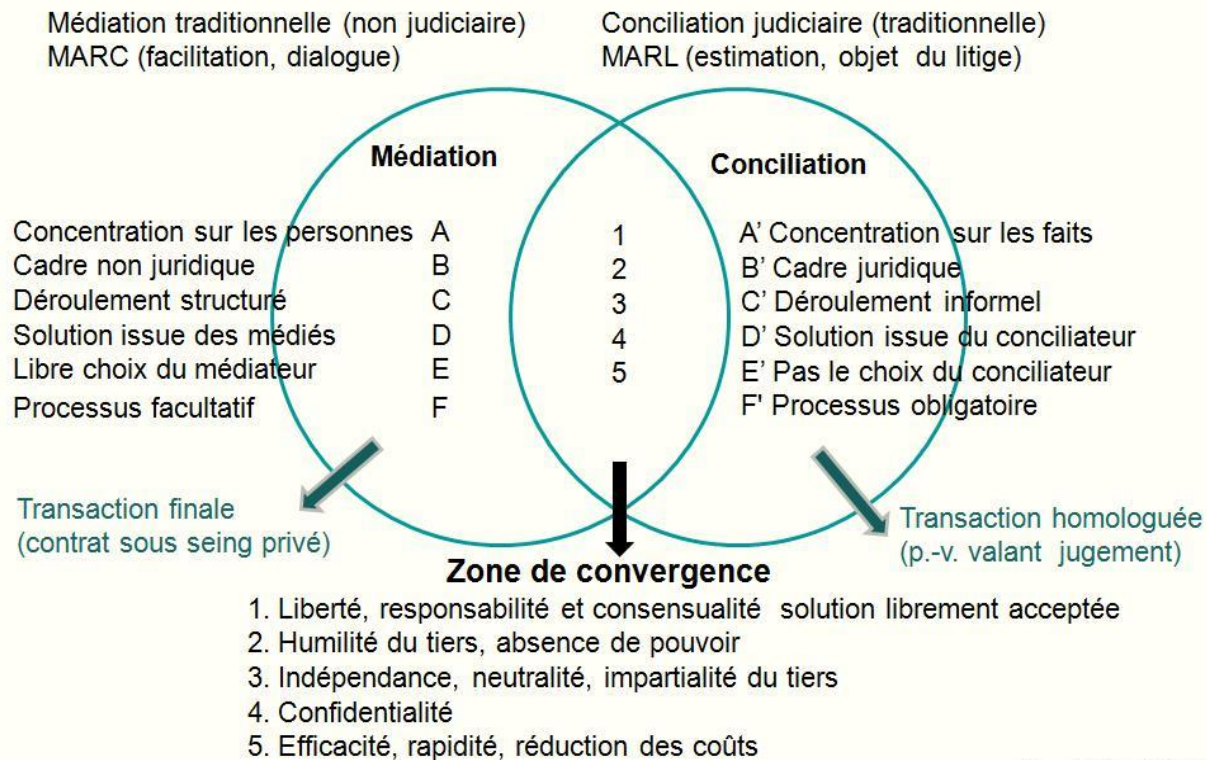 Médiation traditionnelle (non judiciaire)
MARC (facilitation, dialogue)
Conciliation judiciaire (traditionnelle)
MARL (estimation, objet du litige)
Médiation
Conciliation
Concentration sur les personnes A
Cadre non juridique B
Déroulement structuré C
Solution issue des médiés D
Libre choix du médiateur E
Processus facultatif F
1
2
3
4
5
A’ Concentration sur les faits
B’ Cadre juridique
C’ Déroulement informel
D’ Solution issue du conciliateur
E’ Pas le choix du conciliateur
F' Processus obligatoire
Transaction finale
(contrat sous seing privé)
Transaction homologuée
(p.-v. valant jugement)
Zone de convergence
1. Liberté, responsabilité et consensualité solution librement acceptée
2. Humilité du tiers, absence de pouvoir
3. Indépendance, neutralité, impartialité du tiers
4. Confidentialité
5. Efficacité, rapidité, réduction des coûts